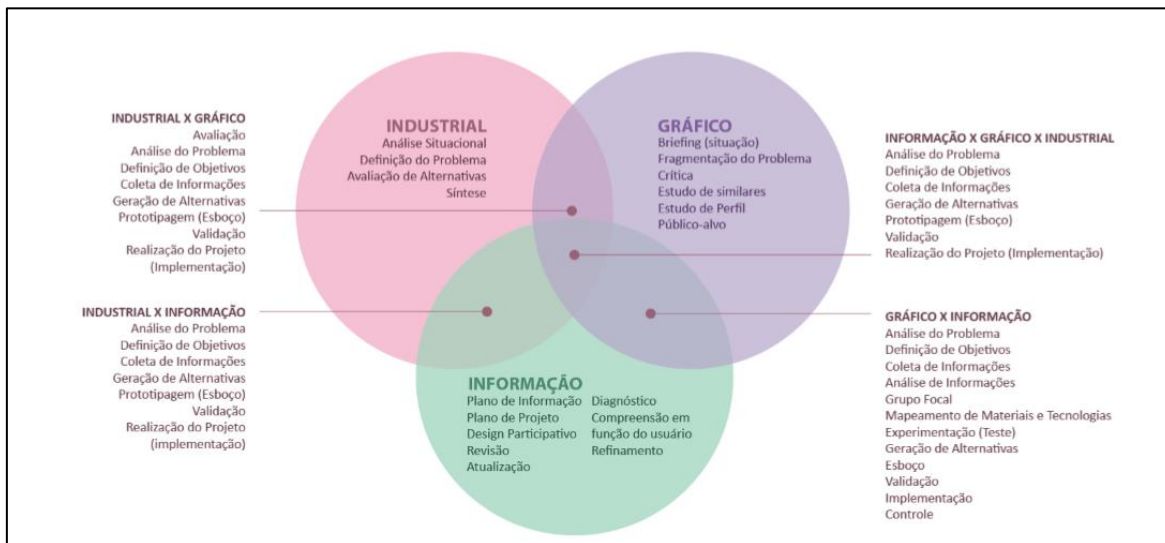 INDUSTRIAL X GRÁFICO
Avaliação
Análise do Problema
Definição de Objetivos
Coleta de Informações
Geração de Alternativas
Prototipagem (Esboço)
Validação
Realização do Projeto
(Implementação)
INDUSTRIAL X INFORMAÇÃO
Análise do Problema
Definição de Objetivos
Coleta de Informações
Geração de Alternativas
Prototipagem (Esboço)
Validação
Realização do Projeto
(implementação)
INDUSTRIAL
Análise Situacional
Definição do Problema
Avaliação de Alternativas
Síntese
GRÁFICO
Briefing (situação)
Fragmentação do Problema
Crítica
Estudo de similares
Estudo de Perfil
Público-alvo
INFORMAÇÃO
Plano de Informação
Plano de Projeto
Design Participativo
Revisão
Atualização
Diagnóstico
Compreensão em
função do usuário
Refinamento
INFORMAÇÃO X GRÁFICO X INDUSTRIAL
Análise do Problema
Definição de Objetivos
Coleta de Informações
Geração de Alternativas
Prototipagem (Esboço)
Validação
Realização do Projeto (Implementação)
GRÁFICO X INFORMAÇÃO
Análise do Problema
Definição de Objetivos
Coleta de Informações
Análise de Informações
Grupo Focal
Mapeamento de Materiais e Tecnologias
Experimentação (Teste)
Geração de Alternativas
Esboço
Validação
Implementação
Controle